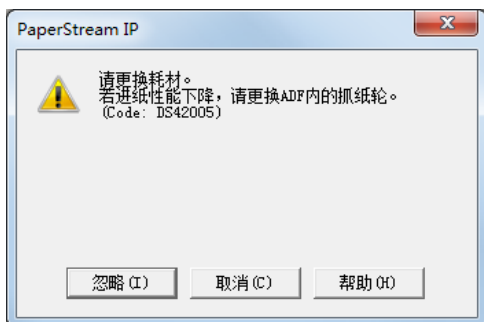 PaperStream IP
请更换耗材。
若进纸性能下降，请更换ADF内的抓纸轮。
(Code: DS42005)
忽略(I)
取消(C)
帮助(H)